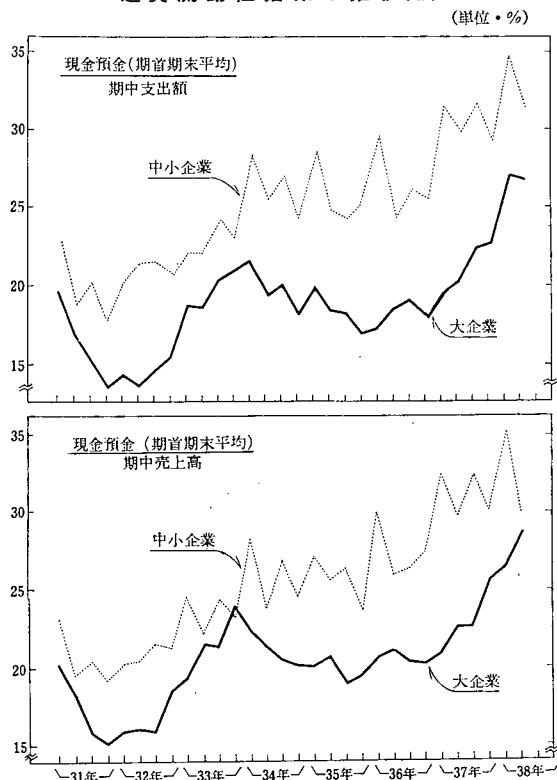 (単位・%)
35
現金預金(期首期末平均)
期中支出額
30
中小企業
25
20
大企業
15
35
現金預金(期首期末平均)
期中売上高
30
中小企業
25
20
大企業
15
31年
32年
33年
34年
35年
36年
37年
38年